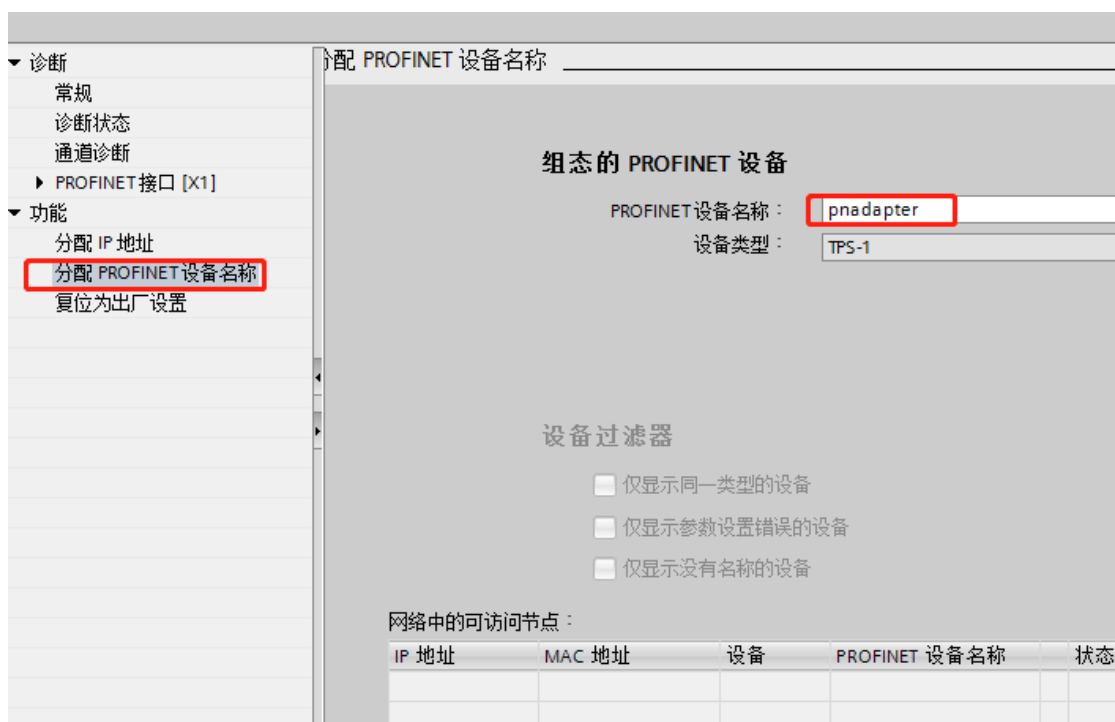 诊断
常规
诊断状态
通道诊断
PROFINET接口 [X1]
功能
分配 IP 地址
分配 PROFINET设备名称
复位为出厂设置
分配 PROFINET 设备名称
组态的 PROFINET 设备
PROFINET设备名称：
pnadapter
设备类型：
TPS-1
设备过滤器
仅显示同一类型的设备
仅显示参数设置错误的设备
仅显示没有名称的设备
网络中的可访问节点：
IP 地址 MAC 地址 设备 PROFINET 设备名称 状态